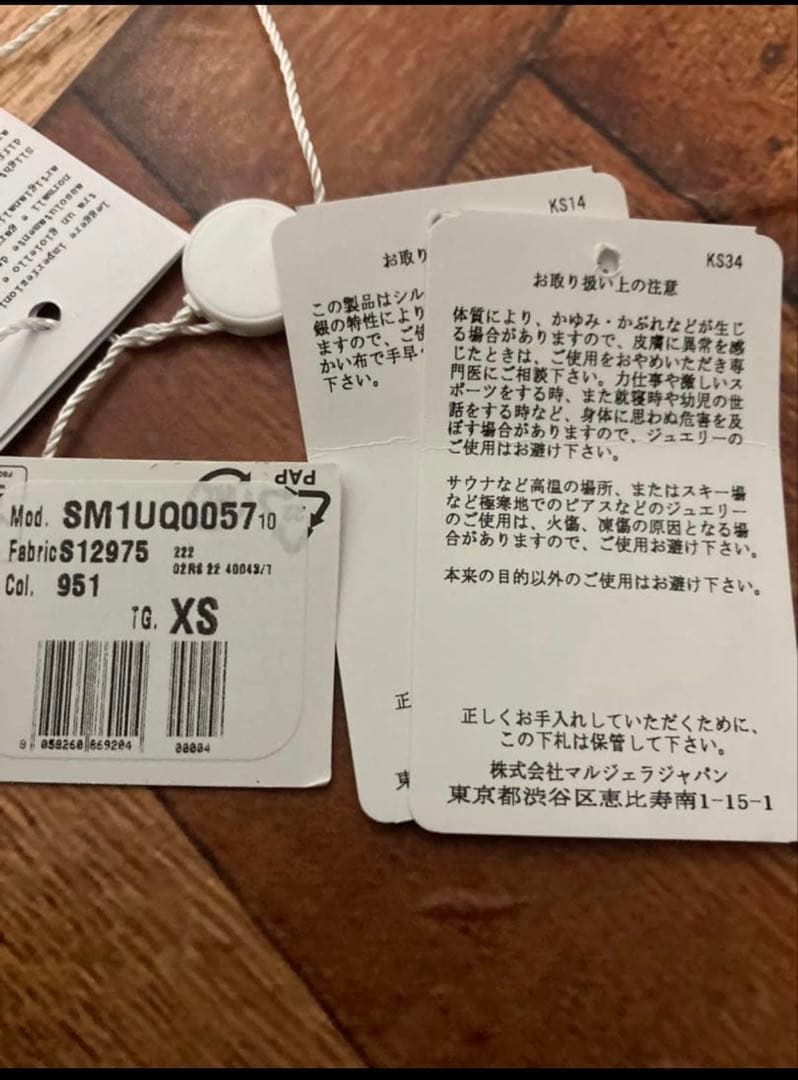 leggere imperfezioni
tra un gioiello e
assolutamente
normali e
artigianali
Slight
KS14
お取り
この製品はシル
銀の特性により
ますので、ご使
かい布で手早
下さい。
正
東
KS34
お取り扱い上の注意
体質により、かゆみ・かぶれなどが生じ
る場合がありますので、皮膚に異常を感
じたときは、ご使用をおやめいただき専
門医にご相談下さい。力仕事や激しいス
ポーツをする時、また就寝時や幼児の世
話をする時など、身体に思わぬ危害を及
ぼす場合がありますので、ジュエリーの
ご使用はお避け下さい。
サウナなど高温の場所、またはスキー場
など極寒地でのピアスなどのジュエリー
のご使用は、火傷、凍傷の原因となる場
合がありますので、ご使用お避け下さい。
本来の目的以外のご使用はお避け下さい。
正しくお手入れしていただくために、
この下札は保管して下さい。
株式会社マルジェラジャパン
東京都渋谷区恵比寿南1-15-1
PAP
22
Mod. SM1UQ0057 10
Fabric S12975 222
02RS 22 40043/1
Col. 951
TG. XS
8 058260 869204
00004